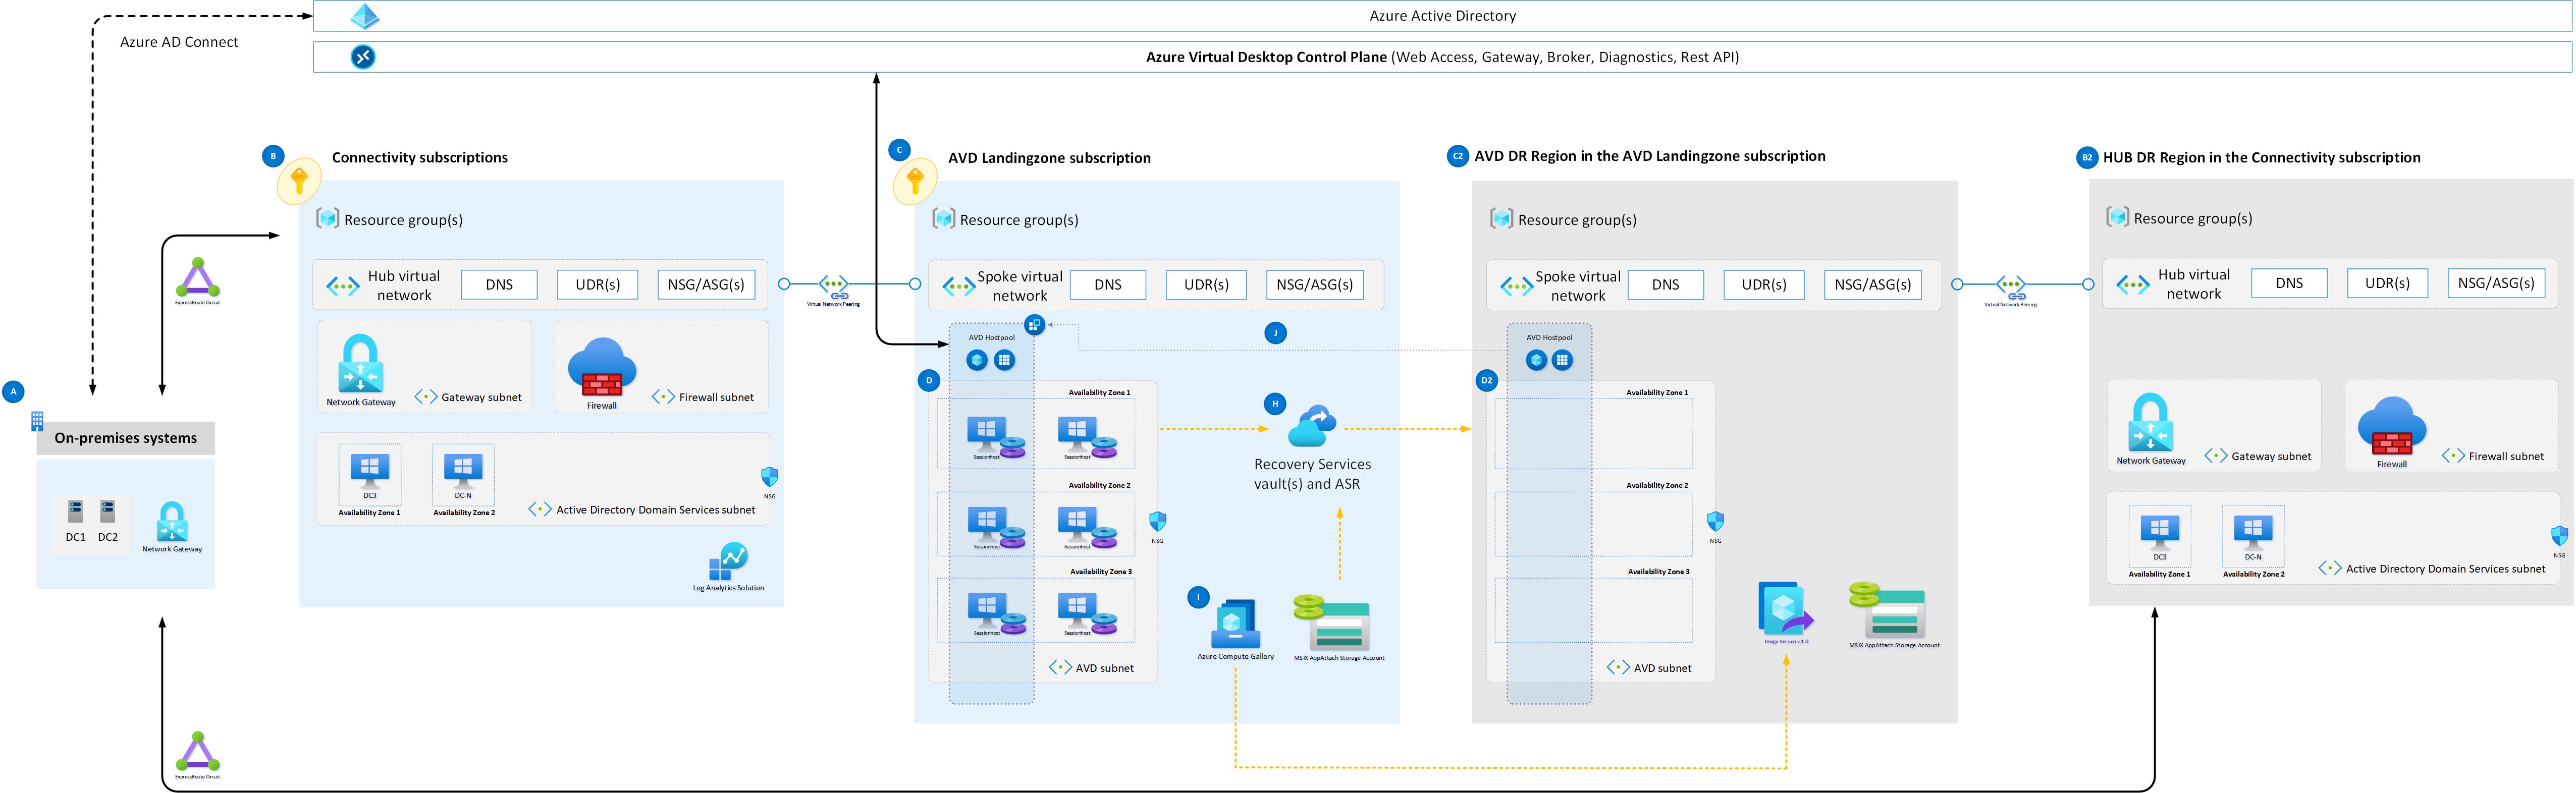 Azure Active Directory
Azure AD Connect
Azure Virtual Desktop Control Plane (Web Access, Gateway, Broker, Diagnostics, Rest API)
A
On-premises systems
DC1
DC2
Network Gateway
ExpressRoute Circuit
ExpressRoute Circuit
B
Connectivity subscriptions
Resource group(s)
Hub virtual
network
DNS
UDR(s)
NSG/ASG(s)
Network Gateway
Gateway subnet
Firewall
Firewall subnet
DC3
Availability Zone 1
DC-N
Availability Zone 2
Active Directory Domain Services subnet
NSG
Log Analytics Solution
Virtual Network Peering
C
AVD Landingzone subscription
Resource group(s)
Spoke virtual
network
DNS
UDR(s)
NSG/ASG(s)
AVD Hostpool
J
D
Availability Zone 1
Sessionhost
Sessionhost
Availability Zone 2
Sessionhost
Sessionhost
Availability Zone 3
Sessionhost
Sessionhost
AVD subnet
NSG
H
Recovery Services
vault(s) and ASR
I
Azure Compute Gallery
MSIX AppAttach Storage Account
C2
AVD DR Region in the AVD Landingzone subscription
Resource group(s)
Spoke virtual
network
DNS
UDR(s)
NSG/ASG(s)
AVD Hostpool
D2
Availability Zone 1
Availability Zone 2
Availability Zone 3
AVD subnet
NSG
Image Version v.1.0
MSIX AppAttach Storage Account
Virtual Network Peering
B2
HUB DR Region in the Connectivity subscription
Resource group(s)
Hub virtual
network
DNS
UDR(s)
NSG/ASG(s)
Network Gateway
Gateway subnet
Firewall
Firewall subnet
DC3
Availability Zone 1
DC-N
Availability Zone 2
Active Directory Domain Services subnet
NSG